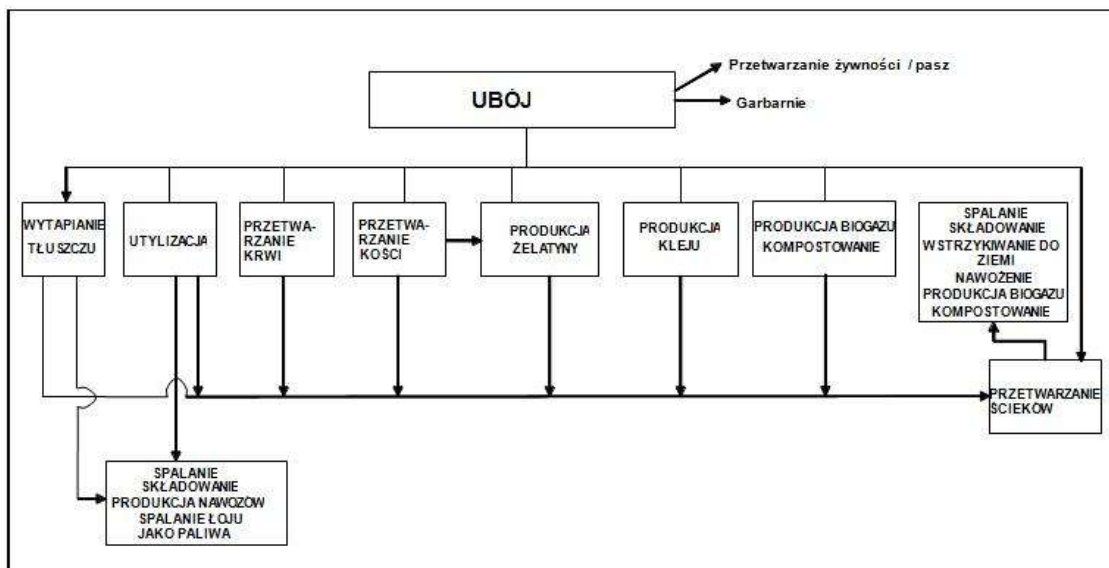 UBÓJ
Przetwarzanie żywności / pasz
Garbarnie
WYTAPIANIE
TŁUSZCZU
UTYLIZACJA
PRZETWA-
RZANIE
KRWI
PRZETWA-
RZANIE
KOŚCI
PRODUKCJA
ŻELATYNY
PRODUKCJA
KLEJU
PRODUKCJA BIOGAZU
KOMPOSTOWANIE
SPALANIE
SKŁADOWANIE
WSTRZYKIWANIE DO
ZIEMI
NAWOŻENIE
PRODUKCJA BIOGAZU
KOMPOSTOWANIE
PRZETWARZANIE
ŚCIEKÓW
SPALANIE
SKŁADOWANIE
PRODUKCJA NAWOZÓW
SPALANIE ŁOJU
JAKO PALIWA